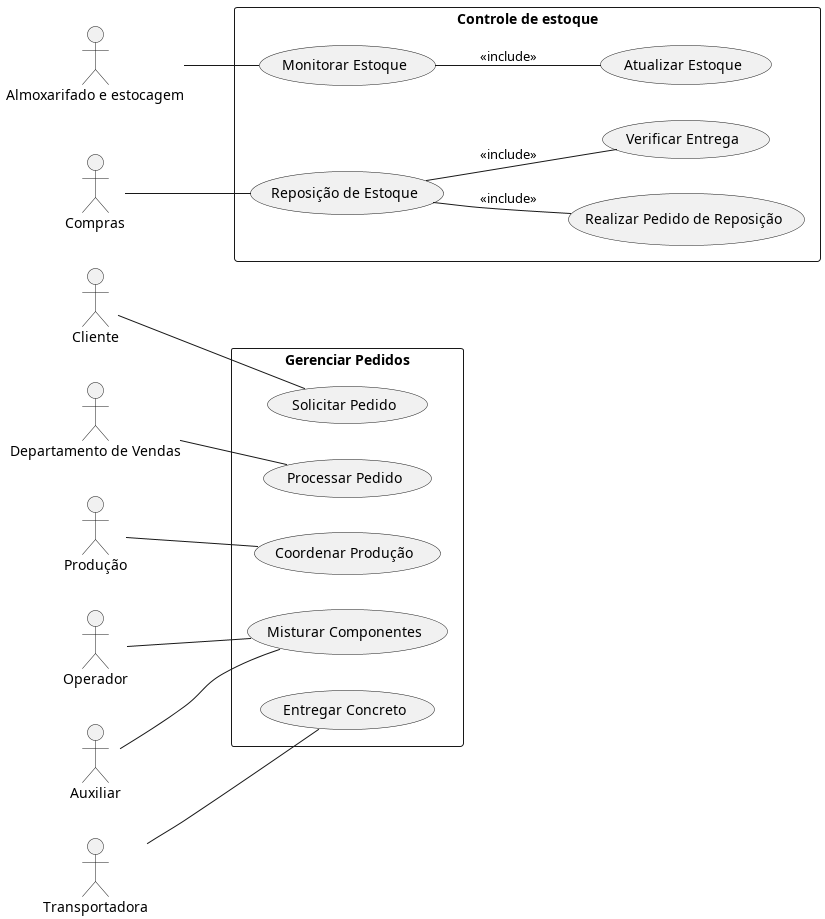 Controle de estoque
Almoxarifado e estocagem
Monitorar Estoque
«include»
Atualizar Estoque
Compras
Reposição de Estoque
«include»
Verificar Entrega
«include»
Realizar Pedido de Reposição
Cliente
Gerenciar Pedidos
Solicitar Pedido
Departamento de Vendas
Processar Pedido
Produção
Coordenar Produção
Operador
Misturar Componentes
Auxiliar
Entregar Concreto
Transportadora